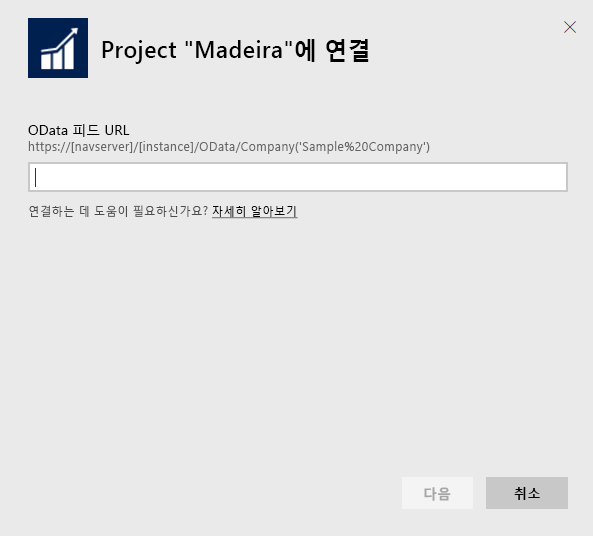 Project "Madeira"에 연결
OData 피드 URL
https://[navserver]/[instance]/OData/Company('Sample%20Company')
연결하는 데 도움이 필요하신가요? 자세히 알아보기
다음
취소